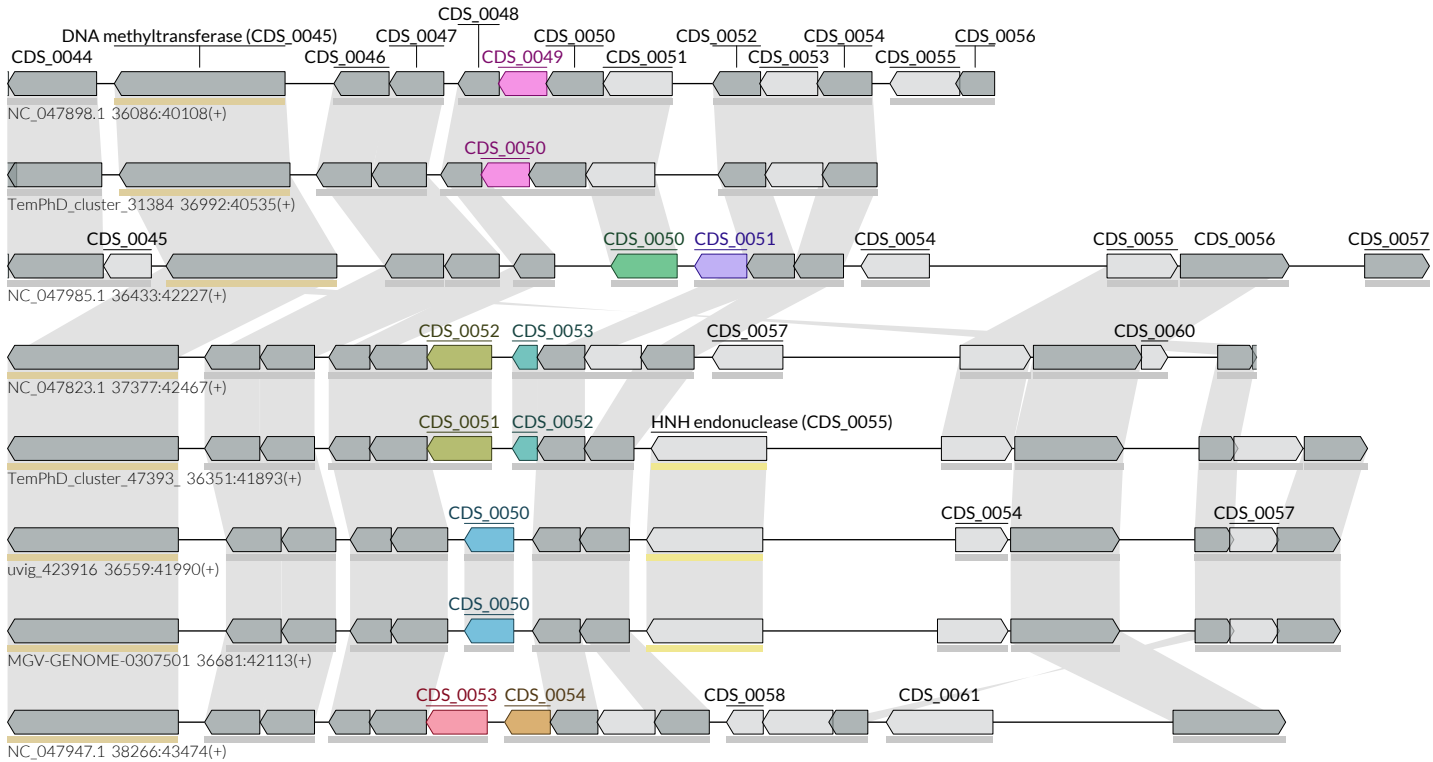 CDS_0048
DNA methyltransferase (CDS_0045) CDS_0047 CDS_0050 CDS_0052 CDS_0054 CDS_0056
CDS_0044 CDS_0046 CDS_0049 CDS_0051 CDS_0053 CDS_0055
NC_047898.1 36086:40108(+)
CDS_0050
TemPhD_cluster_31384 36992:40535(+)
CDS_0045 CDS_0050 CDS_0051 CDS_0054 CDS_0055 CDS_0056 CDS_0057
NC_047985.1 36433:42227(+)
CDS_0052 CDS_0053 CDS_0057 CDS_0060
NC_047823.1 37377:42467(+)
CDS_0051 CDS_0052 HNH endonuclease (CDS_0055)
TemPhD_cluster_47393_ 36351:41893(+)
CDS_0050 CDS_0054 CDS_0057
uvig_423916 36559:41990(+)
CDS_0050
MGV-GENOME-0307501 36681:42113(+)
CDS_0053 CDS_0054 CDS_0058 CDS_0061
NC_047947.1 38266:43474(+)